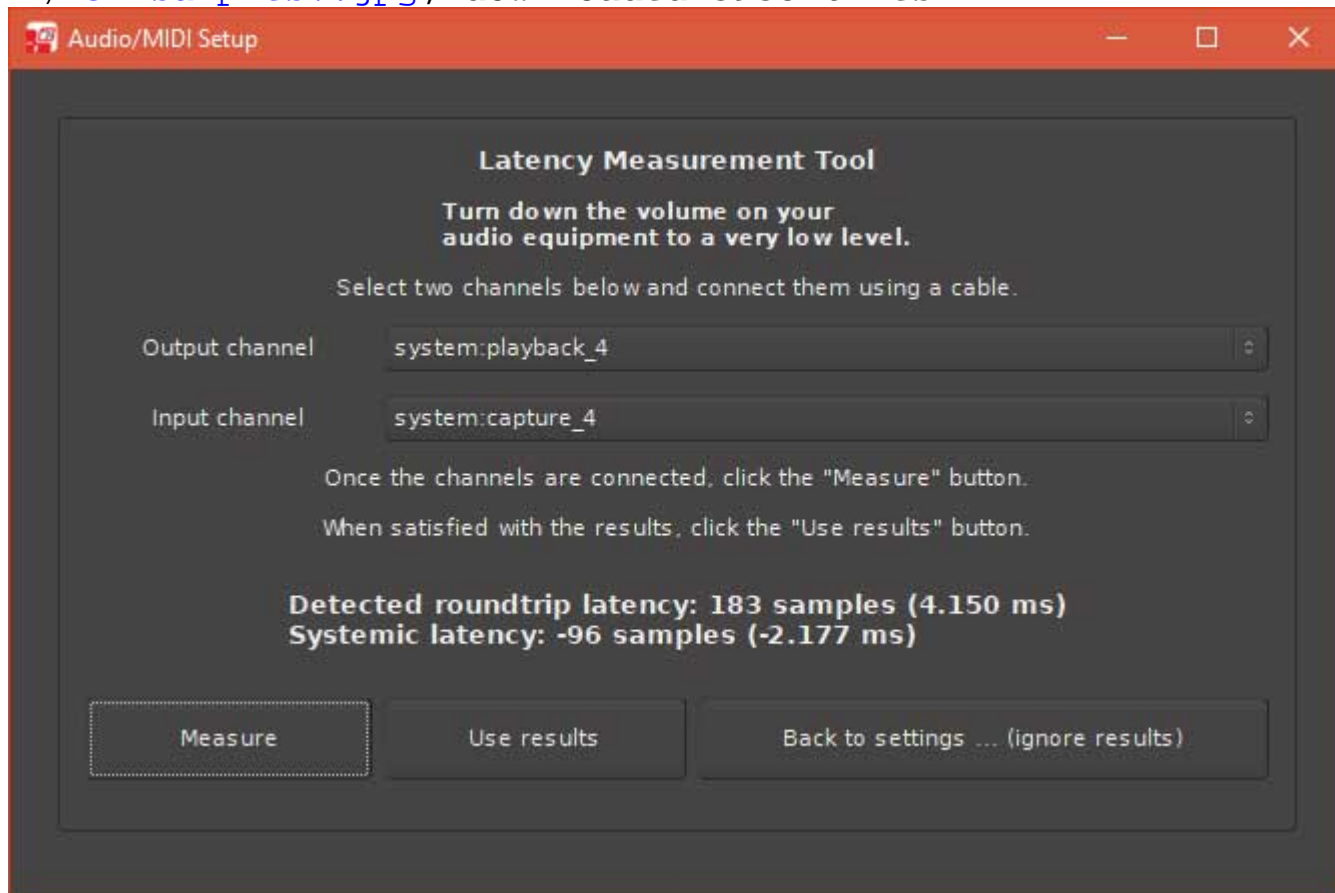 Audio/MIDI Setup
Latency Measurement Tool
Turn down the volume on your
audio equipment to a very low level.
Select two channels below and connect them using a cable.
Output channel system:playback_4
Input channel system:capture_4
Once the channels are connected, click the "Measure" button.
When satisfied with the results, click the "Use results" button.
Detected roundtrip latency: 183 samples (4.150 ms)
Systemic latency: -96 samples (-2.177 ms)
Measure Use results Back to settings ... (ignore results)